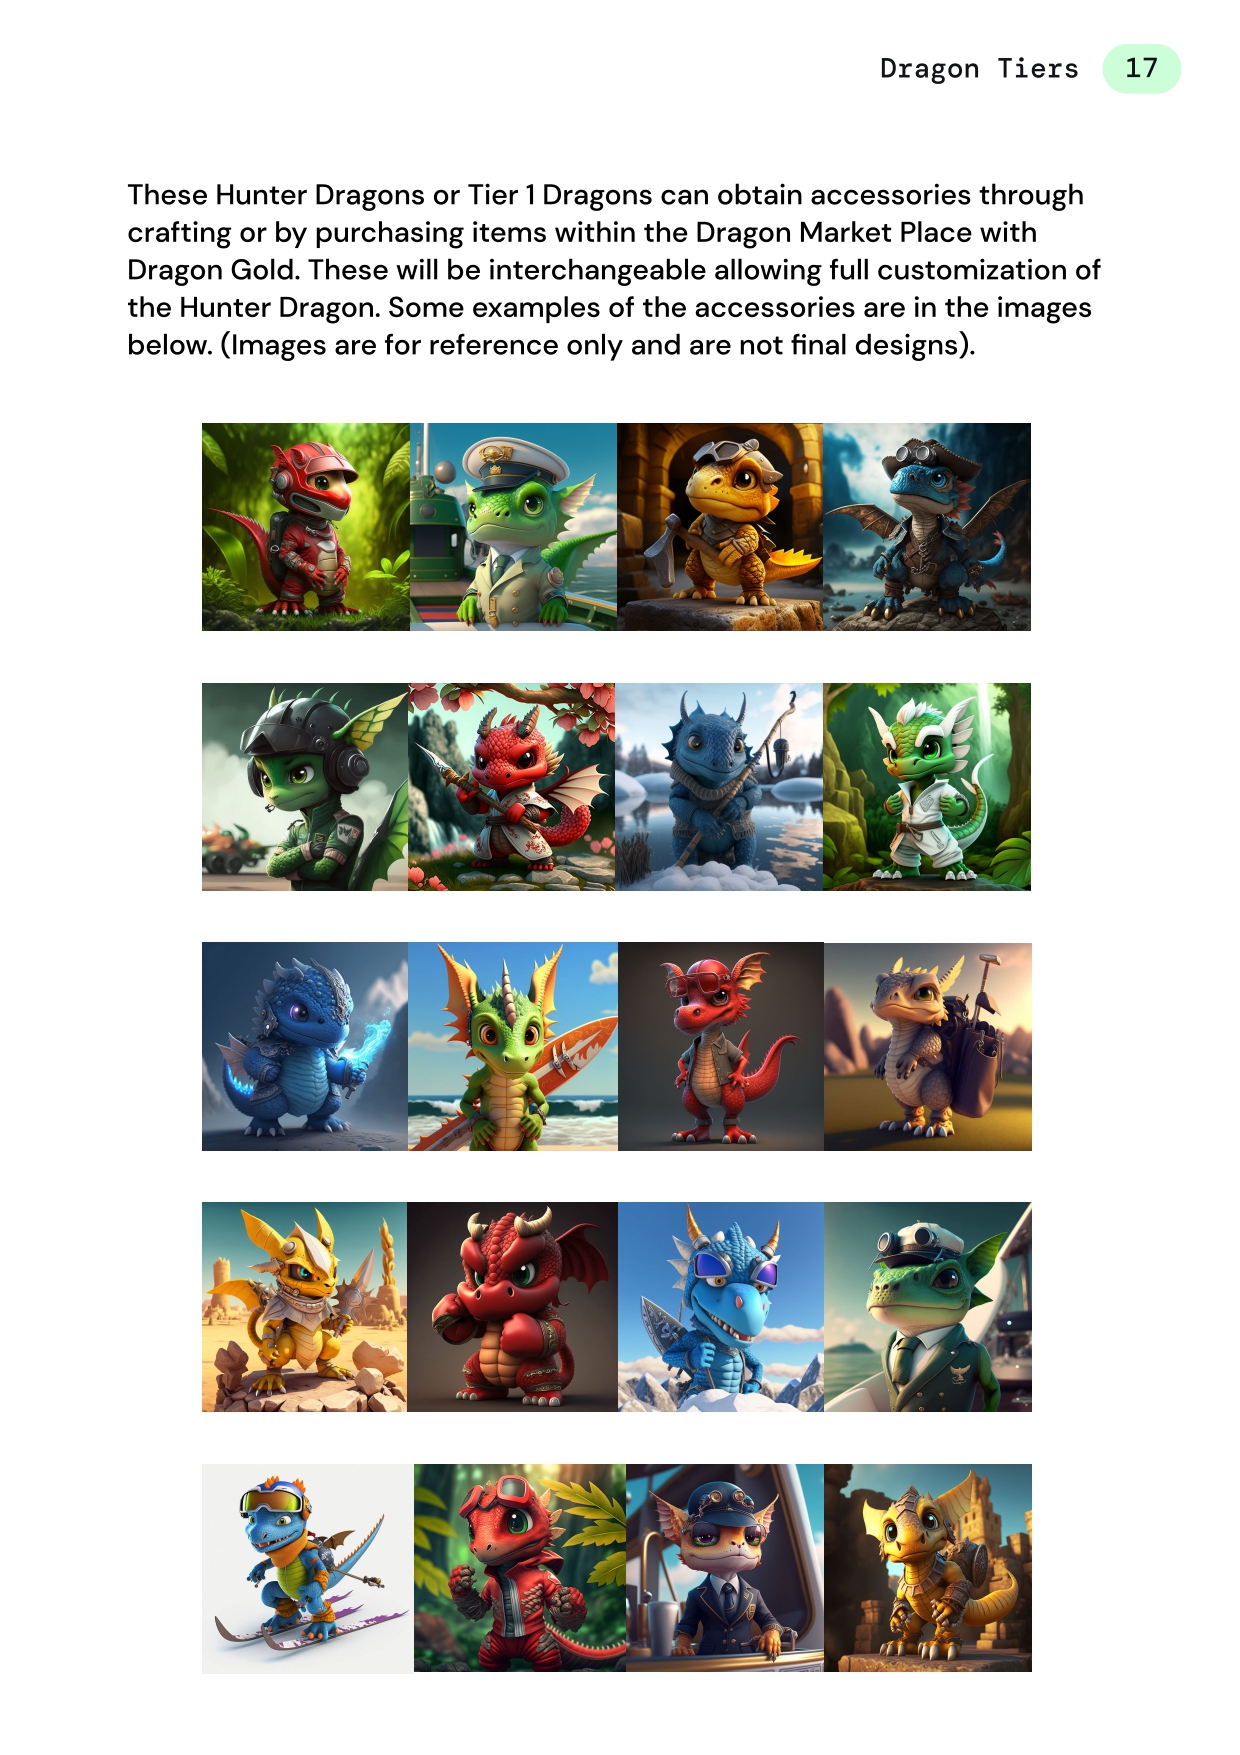 Dragon Tiers 17
These Hunter Dragons or Tier 1 Dragons can obtain accessories through
crafting or by purchasing items within the Dragon Market Place with
Dragon Gold. These will be interchangeable allowing full customization of
the Hunter Dragon. Some examples of the accessories are in the images
below. (Images are for reference only and are not final designs).